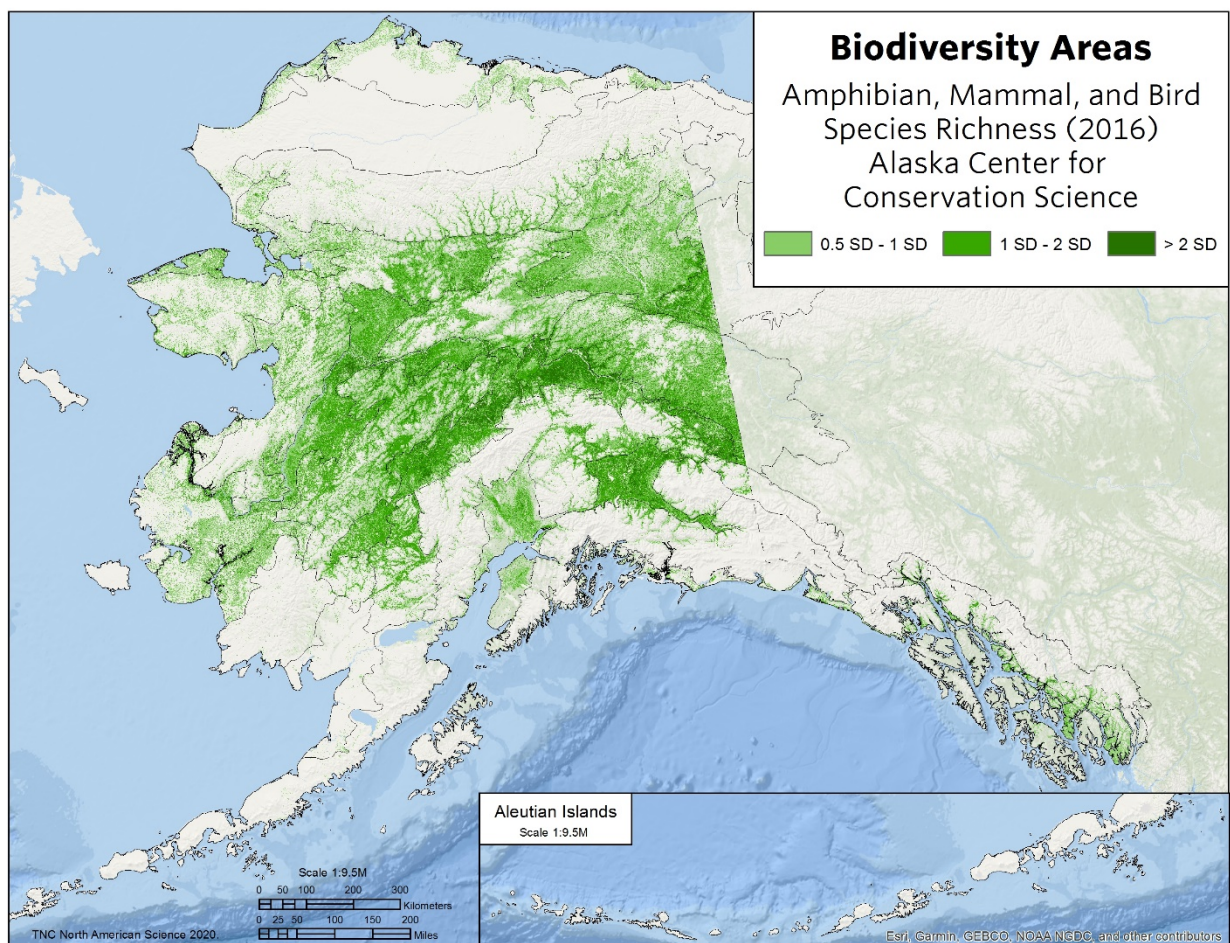 Biodiversity Areas
Amphibian, Mammal, and Bird
Species Richness (2016)
Alaska Center for
Conservation Science
0.5 SD - 1 SD 1 SD - 2 SD > 2 SD
Aleutian Islands
Scale 1:9.5M
Scale 1:9.5M
0 50 100 200 300
Kilometers
0 25 50 100 150 200
Miles
TNC North American Science 2020.
Esri, Garmin, GEBCO, NOAA NGDC, and other contributors